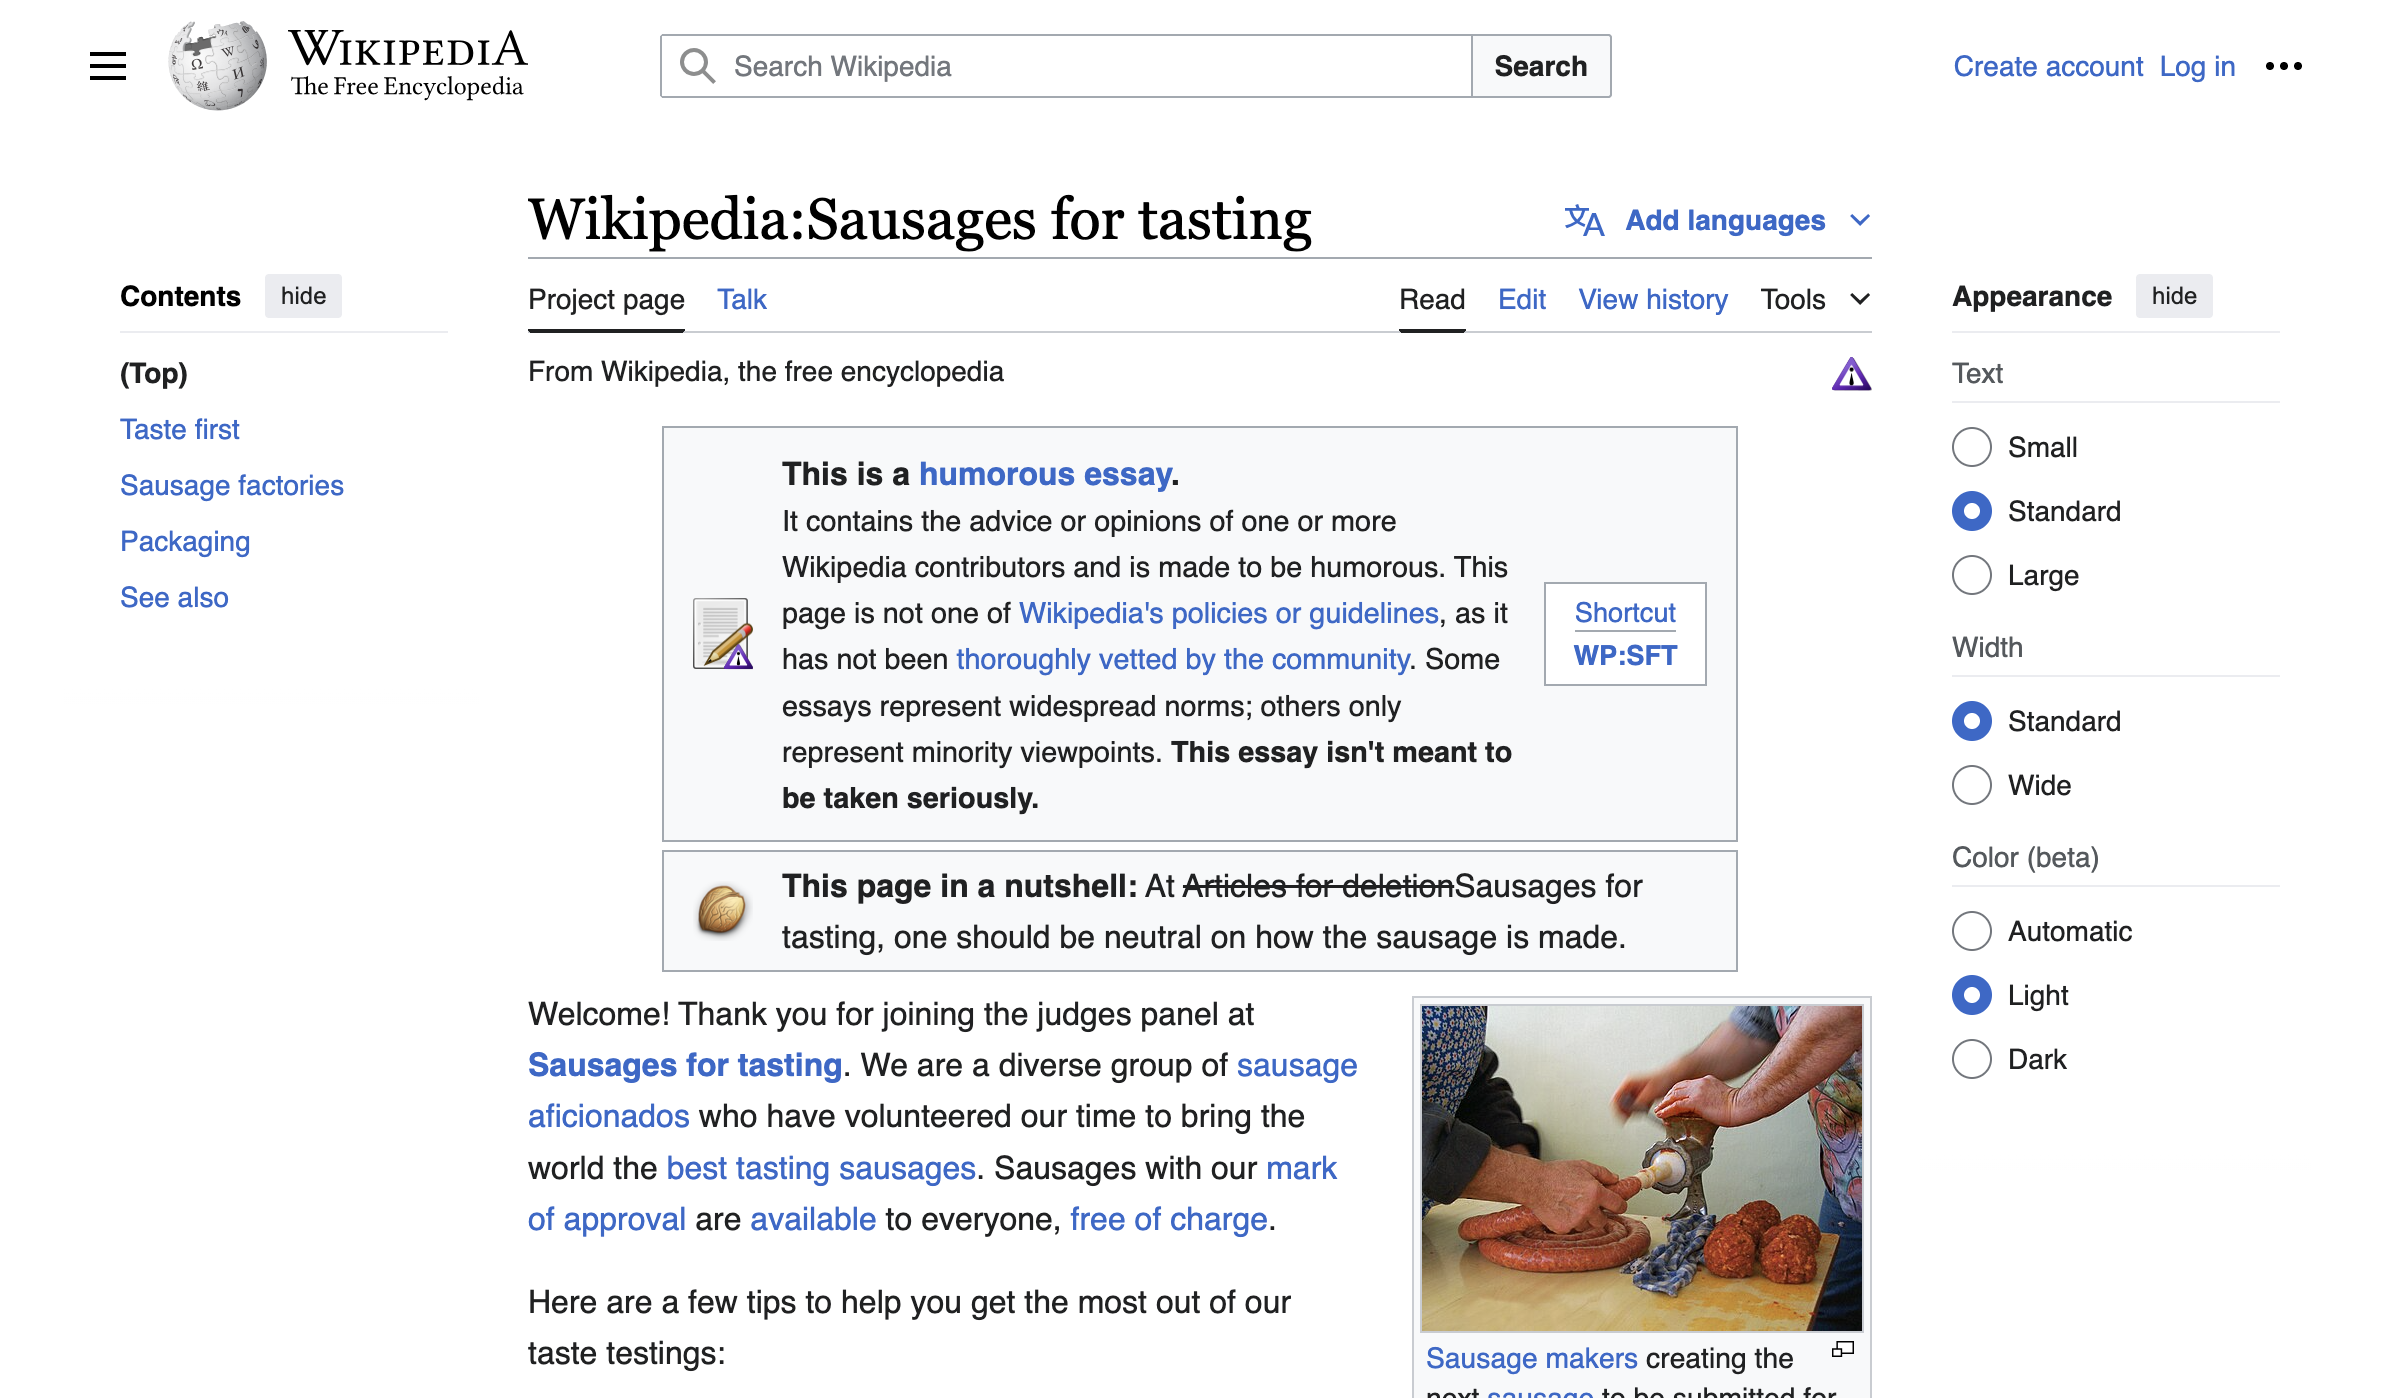 WIKIPEDIA
The Free Encyclopedia
Search Wikipedia
Search
Create account Log in
Wikipedia:Sausages for tasting
Add languages
Contents hide
(Top)
Taste first
Sausage factories
Packaging
See also
Project page Talk
Read Edit View history Tools
From Wikipedia, the free encyclopedia
This is a humorous essay.
It contains the advice or opinions of one or more
Wikipedia contributors and is made to be humorous. This
page is not one of Wikipedia's policies or guidelines, as it
has not been thoroughly vetted by the community. Some
essays represent widespread norms; others only
represent minority viewpoints. This essay isn't meant to
be taken seriously.
Shortcut
WP:SFT
This page in a nutshell: At Articles for deletionSausages for
tasting, one should be neutral on how the sausage is made.
Welcome! Thank you for joining the judges panel at
Sausages for tasting. We are a diverse group of sausage
aficionados who have volunteered our time to bring the
world the best tasting sausages. Sausages with our mark
of approval are available to everyone, free of charge.
Here are a few tips to help you get the most out of our
taste testings:
Sausage makers creating the
next sausage to be submitted for
Appearance hide
Text
Small
Standard
Large
Width
Standard
Wide
Color (beta)
Automatic
Light
Dark